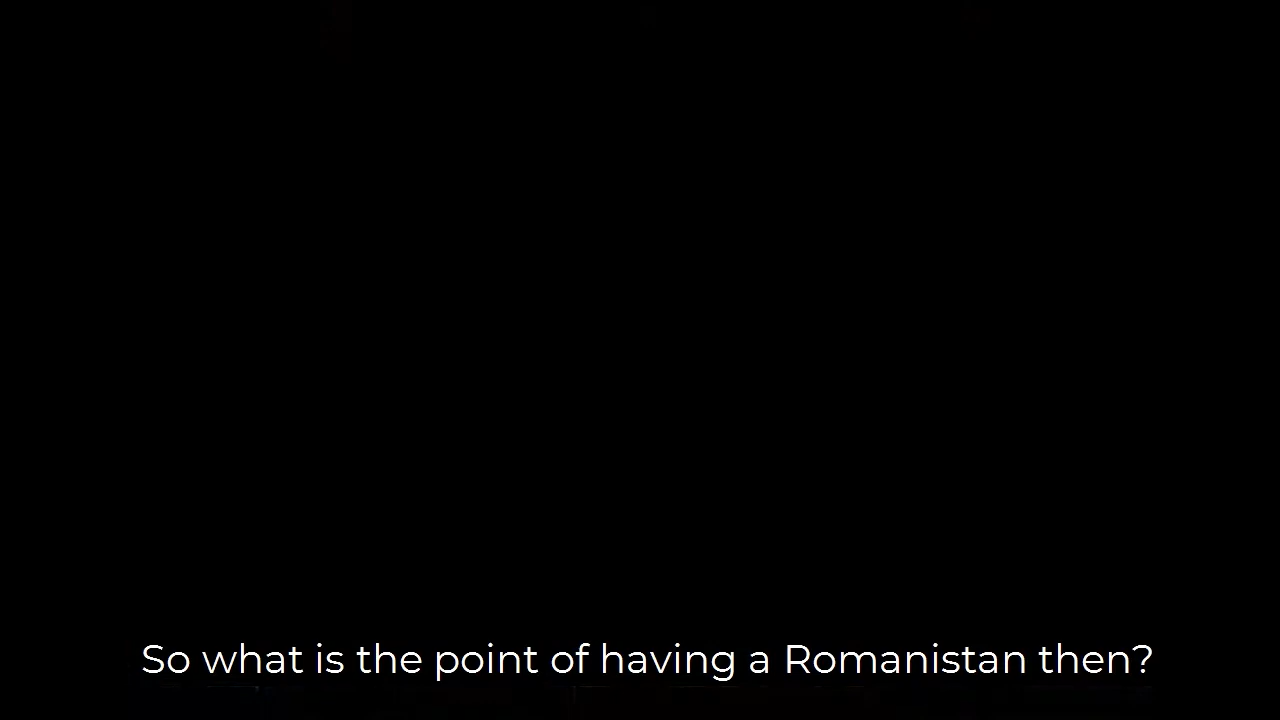 So what is the point of having a Romanistan then?